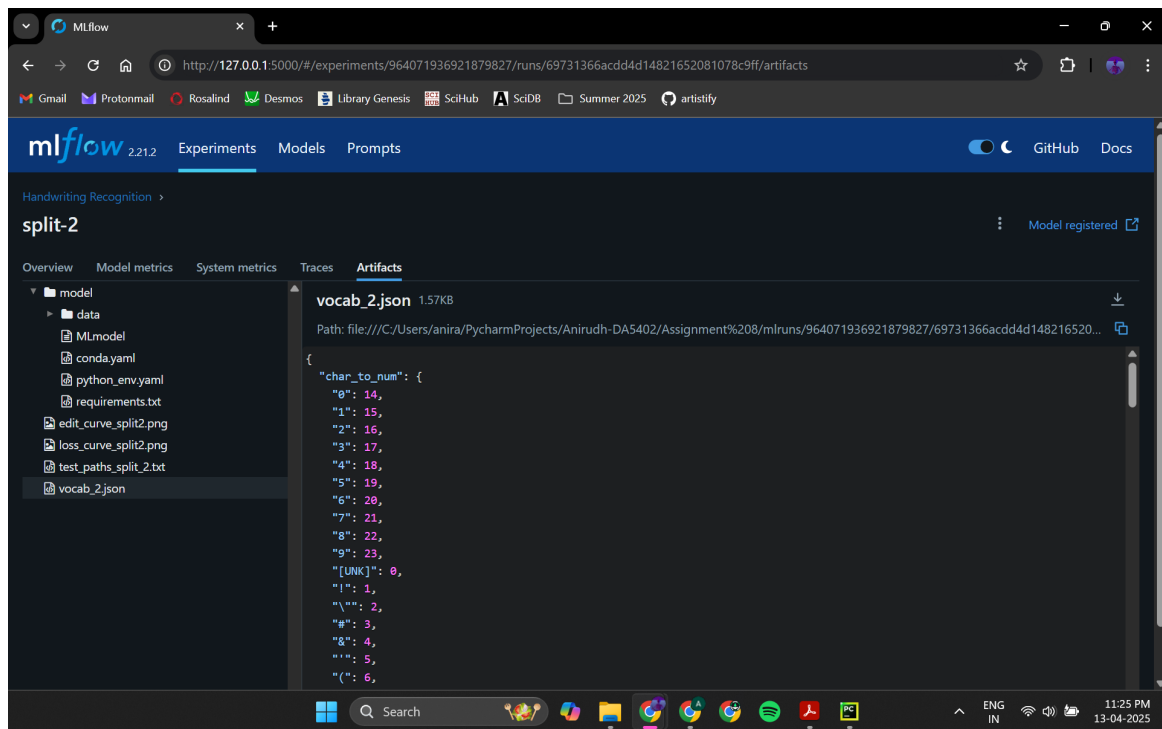 MLflow
http://127.0.0.1:5000/#/experiments/964071936921879827/runs/69731366acdd4d14821652081078c9ff/artifacts
Gmail Protonmail Rosalind Desmos Library Genesis SCI HUB SciHub SciDB Summer 2025 artistify
mlflow 2.21.2 Experiments Models Prompts GitHub Docs
Handwriting Recognition
split-2 Model registered
Overview Model metrics System metrics Traces Artifacts
model
data
MLmodel
conda.yaml
python_env.yaml
requirements.txt
edit_curve_split2.png
loss_curve_split2.png
test_paths_split_2.txt
vocab_2.json
vocab_2.json 1.57KB
Path: file:///C:/Users/anira/PycharmProjects/Anirudh-DA5402/Assignment%208/mlruns/964071936921879827/69731366acdd4d148216520...
{
"char_to_num": {
"0": 14,
"1": 15,
"2": 16,
"3": 17,
"4": 18,
"5": 19,
"6": 20,
"7": 21,
"8": 22,
"9": 23,
"[UNK]": 0,
"!": 1,
"\"": 2,
"#": 3,
"&": 4,
"'": 5,
"(": 6,
Search
PC
ENG
IN
11:25 PM
13-04-2025